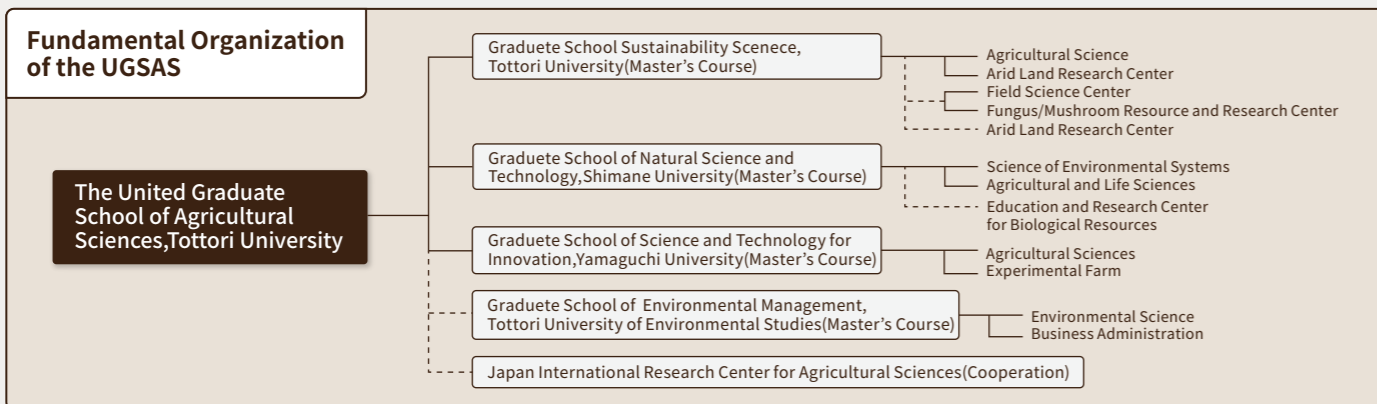 Fundamental Organization
of the UGSAS
The United Graduate
School of Agricultural
Sciences,Tottori University
Graduete School Sustainability Scenece,
Tottori University(Master's Course)
Agricultural Science
Arid Land Research Center
Field Science Center
Fungus/Mushroom Resource and Research Center
Arid Land Research Center
Graduete School of Natural Science and
Technology,Shimane University(Master's Course)
Science of Environmental Systems
Agricultural and Life Sciences
Education and Research Center
for Biological Resources
Graduete School of Science and Technology for
Innovation,Yamaguchi University(Master's Course)
Agricultural Sciences
Experimental Farm
Graduete School of Environmental Management,
Tottori University of Environmental Studies(Master's Course)
Environmental Science
Business Administration
Japan International Research Center for Agricultural Sciences(Cooperation)